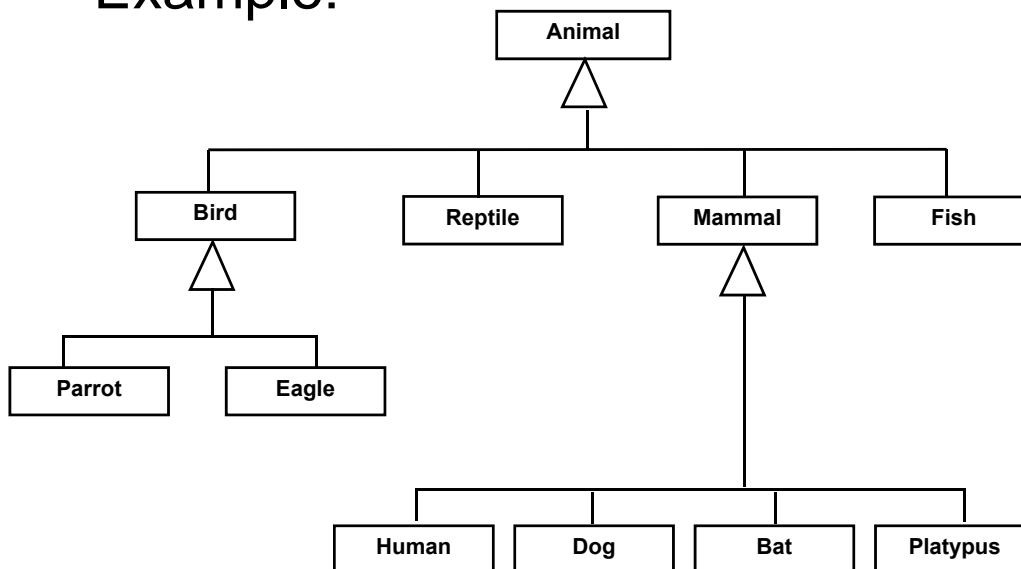 Example:
Animal
Bird
Reptile
Mammal
Fish
Parrot
Eagle
Human
Dog
Bat
Platypus